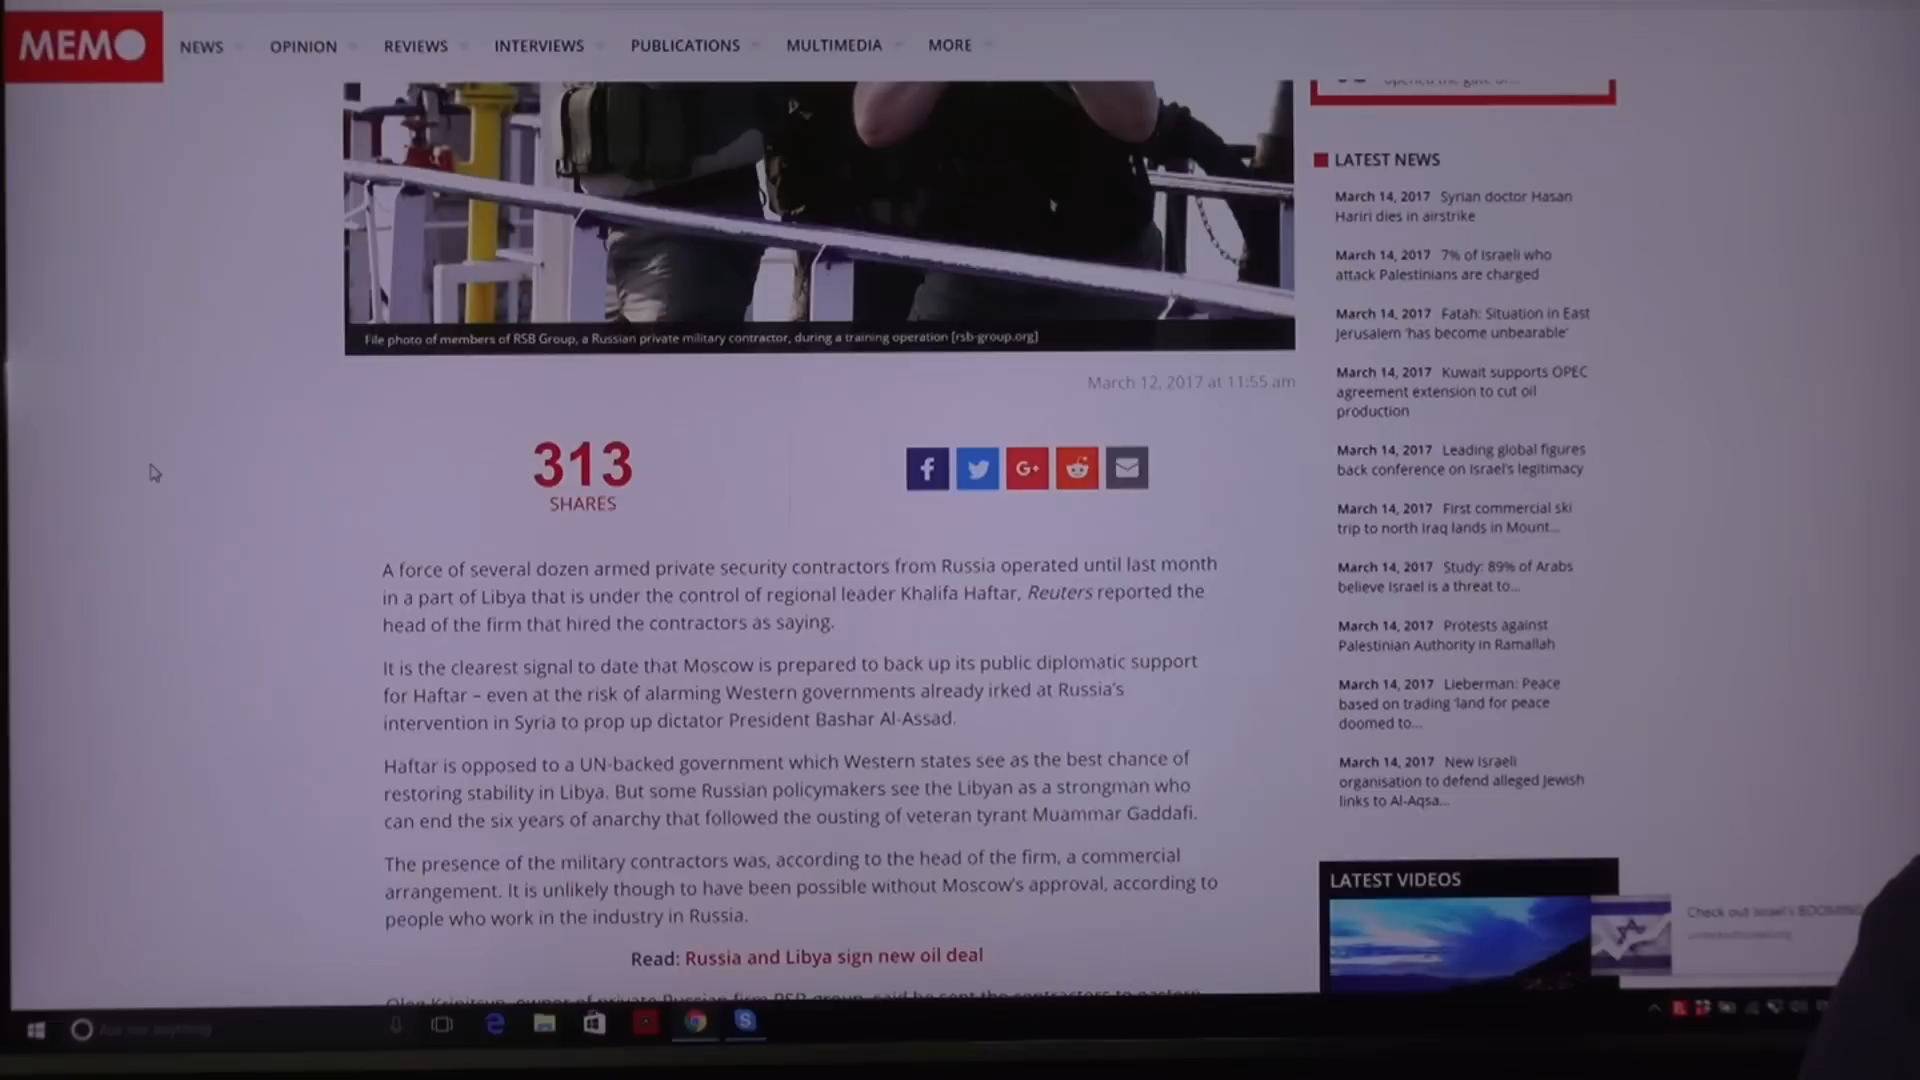 MEMO
NEWS
OPINION
REVIEWS
INTERVIEWS
PUBLICATIONS
MULTIMEDIA
MORE
File photo of members of RSB Group, a Russian private military contractor, during a training operation [rsb-group.org]
March 12, 2017 at 11:55 am
313
SHARES
A force of several dozen armed private security contractors from Russia operated until last month
in a part of Libya that is under the control of regional leader Khalifa Haftar, Reuters reported the
head of the firm that hired the contractors as saying.
It is the clearest signal to date that Moscow is prepared to back up its public diplomatic support
for Haftar – even at the risk of alarming Western governments already irked at Russia's
intervention in Syria to prop up dictator President Bashar Al-Assad.
Haftar is opposed to a UN-backed government which Western states see as the best chance of
restoring stability in Libya. But some Russian policymakers see the Libyan as a strongman who
can end the six years of anarchy that followed the ousting of veteran tyrant Muammar Gaddafi.
The presence of the military contractors was, according to the head of the firm, a commercial
arrangement. It is unlikely though to have been possible without Moscow's approval, according to
people who work in the industry in Russia.
Read: Russia and Libya sign new oil deal
LATEST NEWS
March 14, 2017 Syrian doctor Hasan
Hariri dies in airstrike
March 14, 2017 7% of Israeli who
attack Palestinians are charged
March 14, 2017 Fatah: Situation in East
Jerusalem 'has become unbearable'
March 14, 2017 Kuwait supports OPEC
agreement extension to cut oil
production
March 14, 2017 Leading global figures
back conference on Israel's legitimacy
March 14, 2017 First commercial ski
trip to north Iraq lands in Mount...
March 14, 2017 Study: 89% of Arabs
believe Israel is a threat to...
March 14, 2017 Protests against
Palestinian Authority in Ramallah
March 14, 2017 Lieberman: Peace
based on trading 'land for peace
doomed to...
March 14, 2017 New Israeli
organisation to defend alleged Jewish
links to Al-Aqsa...
LATEST VIDEOS
Check out Israel's BOOMING